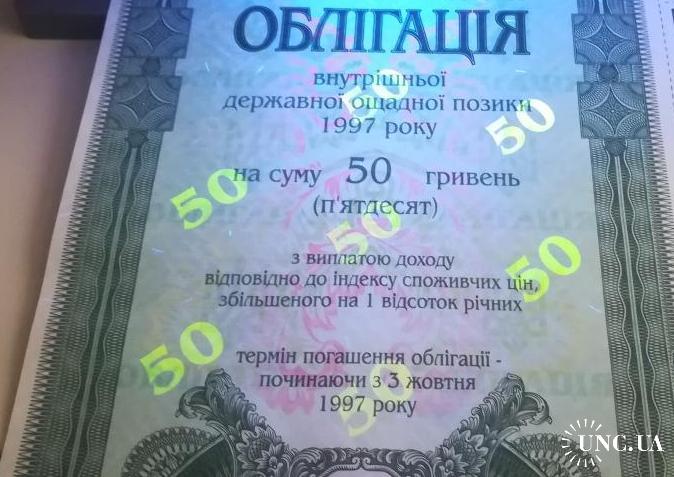 ОБЛІГАЦІЯ
внутрішньої
державної ощадної позики
1997 року
50
50
на суму 50 гривень
50
(п'ятдесят)
50
з виплатою доходу
50
відповідно до індексу споживчих цін,
збільшеного на 1 відсоток річних
50
термін погашення облігації -
починаючи з 3 жовтня
50
1997 року
UNC.UA